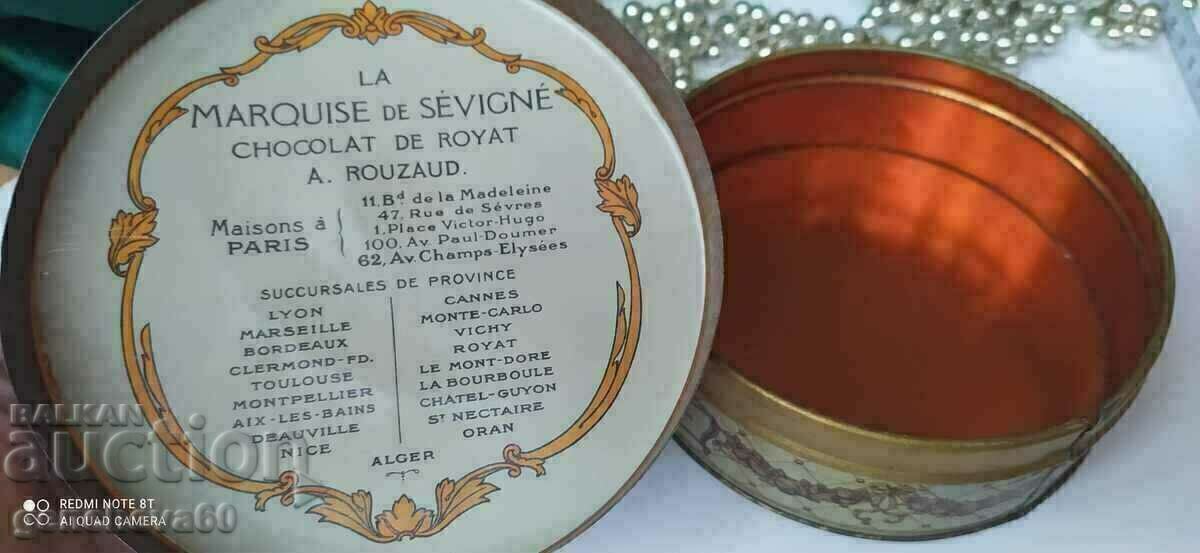 LA
MARQUISE DE SÉVIGNÉ
CHOCOLAT DE ROYAT
A. ROUZAUD.
Maisons à PARIS
11, Bd. de la Madeleine
47, Rue de Sèvres
1, Place Victor-Hugo
100, Av. Paul-Doumer
62, Av. Champs-Elysées
SUCCURSALES DE PROVINCE
LYON
MARSEILLE
BORDEAUX
CLERMOND-FD.
TOULOUSE
MONTPELLIER
AIX-LES-BAINS
DEAUVILLE
NICE
CANNES
MONTE-CARLO
VICHY
ROYAT
LE MONT-DORE
LA BOURBOULE
CHATEL-GUYON
ST NECTAIRE
ORAN
ALGER
BALKAN
auction
REDMI NOTE 8T
AI QUAD CAMERA